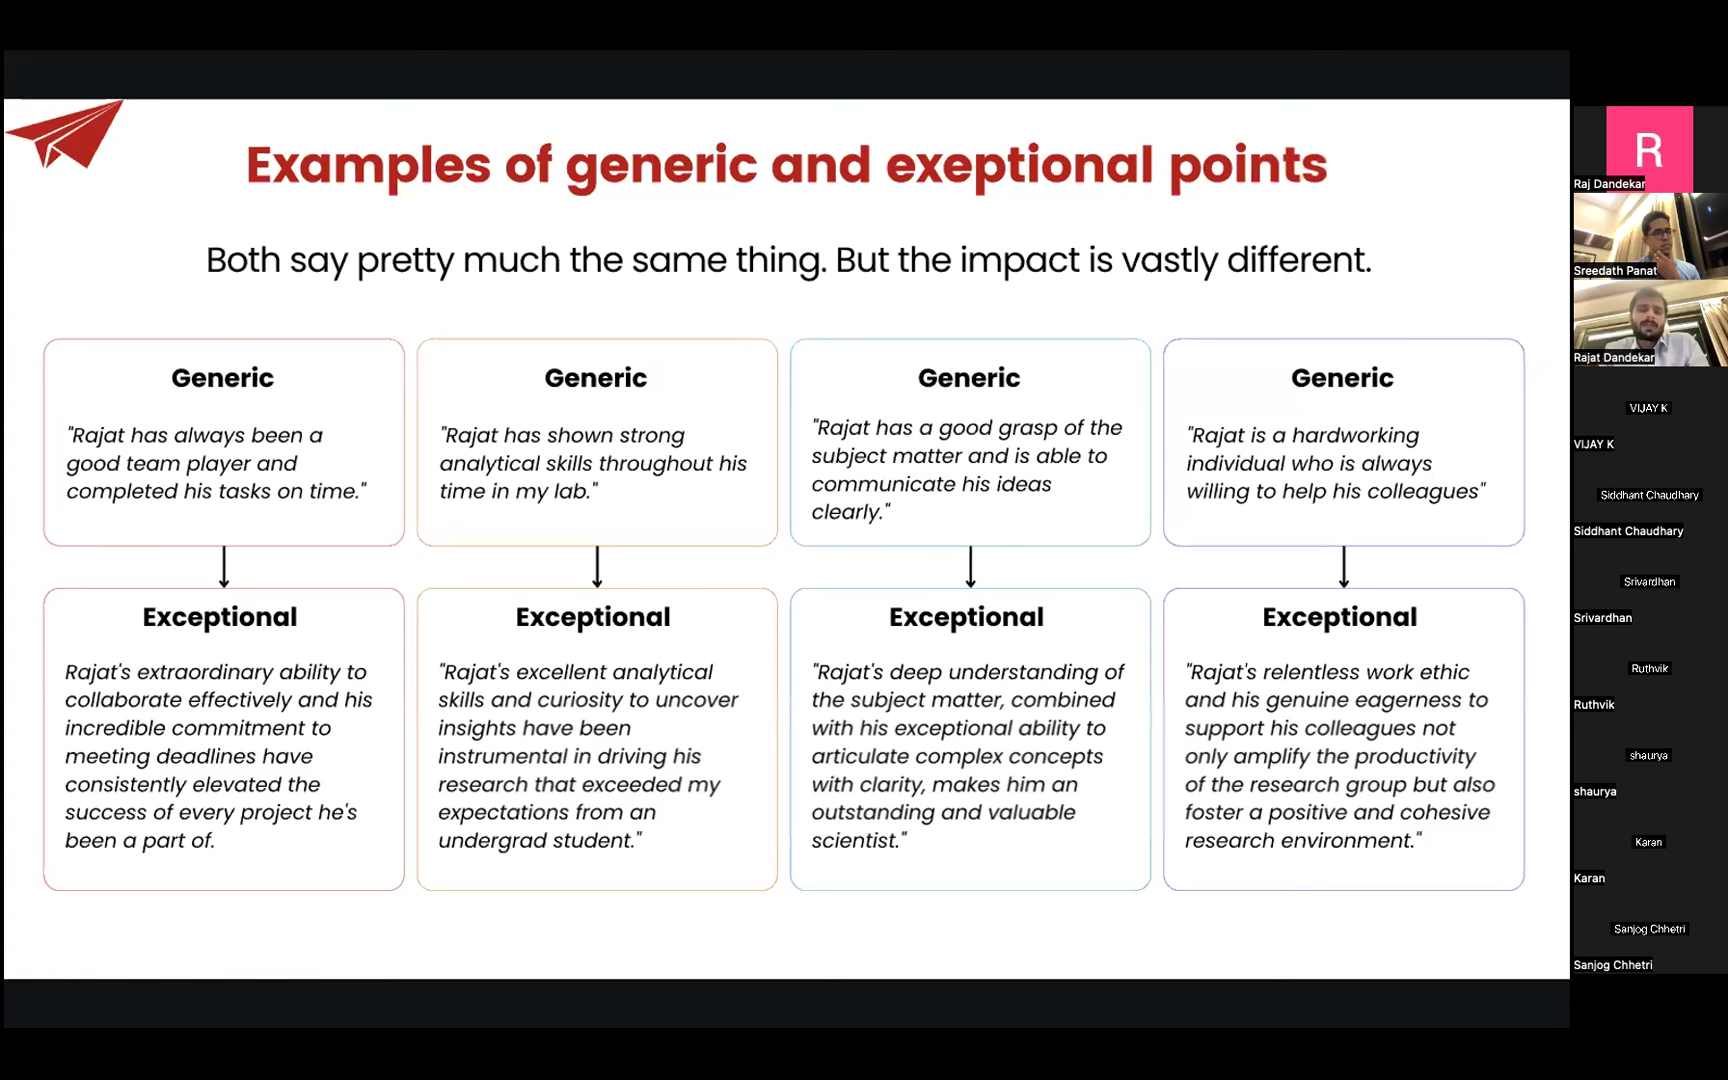 Examples of generic and exeptional points
Both say pretty much the same thing. But the impact is vastly different.
Generic
"Rajat has always been a
good team player and
completed his tasks on time."
Generic
"Rajat has shown strong
analytical skills throughout his
time in my lab."
Generic
"Rajat has a good grasp of the
subject matter and is able to
communicate his ideas
clearly."
Generic
"Rajat is a hardworking
individual who is always
willing to help his colleagues"
Exceptional
Rajat's extraordinary ability to
collaborate effectively and his
incredible commitment to
meeting deadlines have
consistently elevated the
success of every project he's
been a part of.
Exceptional
"Rajat's excellent analytical
skills and curiosity to uncover
insights have been
instrumental in driving his
research that exceeded my
expectations from an
undergrad student."
Exceptional
"Rajat's deep understanding of
the subject matter, combined
with his exceptional ability to
articulate complex concepts
with clarity, makes him an
outstanding and valuable
scientist."
Exceptional
"Rajat's relentless work ethic
and his genuine eagerness to
support his colleagues not
only amplify the productivity
of the research group but also
foster a positive and cohesive
research environment."
R
Raj Dandekar
Sreedath Panat
Rajat Dandekar
VIJAY K
VIJAY K
Siddhant Chaudhary
Siddhant Chaudhary
Srivardhan
Srivardhan
Ruthvik
Ruthvik
shaurya
shaurya
Karan
Karan
Sanjog Chhetri
Sanjog Chhetri